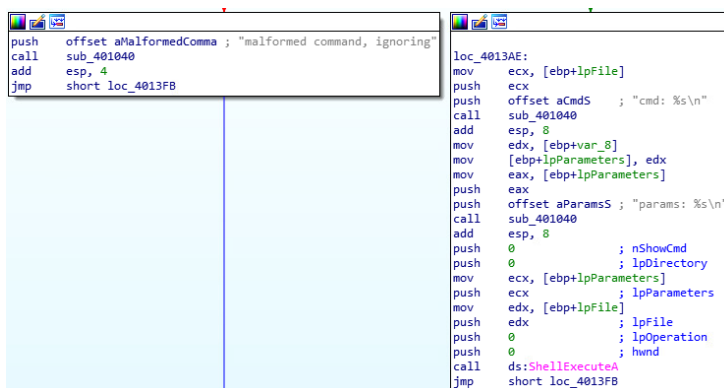 push    offset aMalformedComma ; "malformed command, ignoring"
call    sub_401040
add     esp, 4
jmp     short loc_4013FB
loc_4013AE:
mov     ecx, [ebp+lpFile]
push    ecx
push    offset aCmdS    ; "cmd: %s\n"
call    sub_401040
add     esp, 8
mov     edx, [ebp+var_8]
mov     [ebp+lpParameters], edx
mov     eax, [ebp+lpParameters]
push    eax
push    offset aParamsS ; "params: %s\n"
call    sub_401040
add     esp, 8
push    0               ; nShowCmd
push    0               ; lpDirectory
mov     ecx, [ebp+lpParameters]
push    ecx             ; lpParameters
mov     edx, [ebp+lpFile]
push    edx             ; lpFile
push    0               ; lpOperation
push    0               ; hwnd
call    ds:ShellExecuteA
jmp     short loc_4013FB